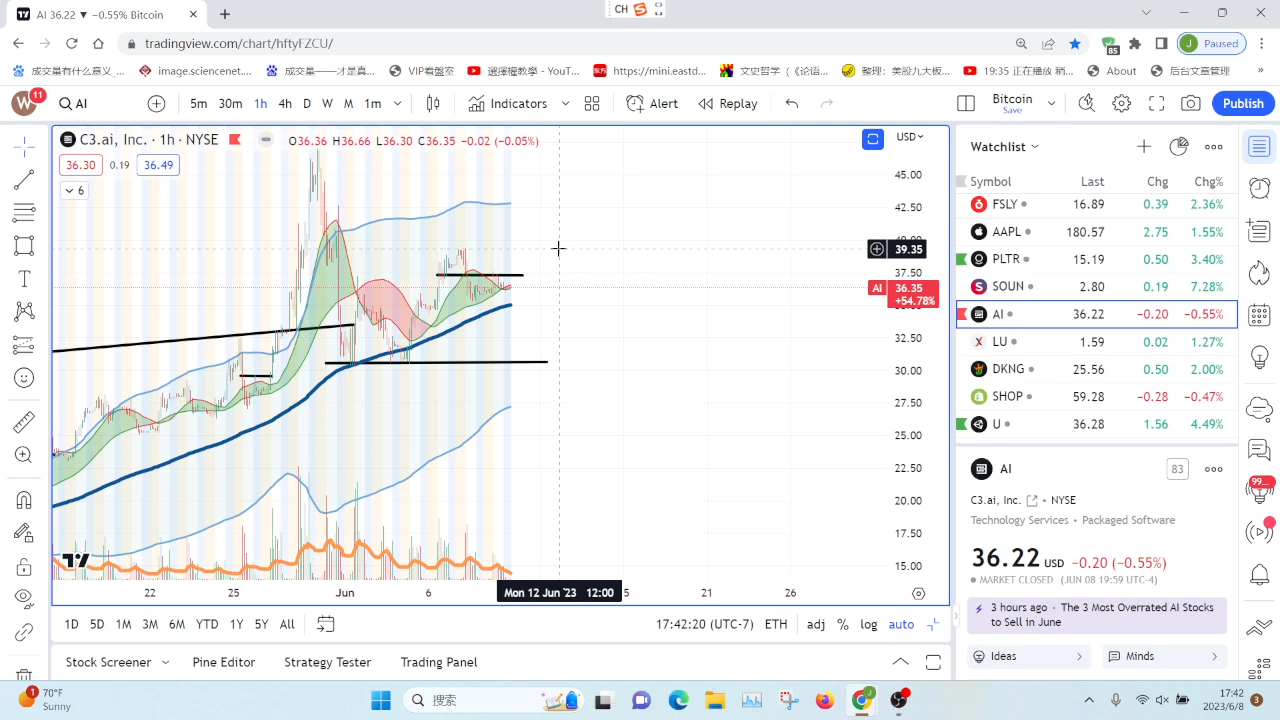 AI 36.22 ▼ −0.55% Bitcoin
CH
tradingview.com/chart/hftyFZCU/
85
J Paused
成交量有什么意义_...
image.sciencenet...
成交量——才是真...
VIP看盤室
選擇權教學 - YouT...
https://mini.eastd...
文史哲学（《论语...
整理：美股九大板...
19:35 正在播放 稍...
About
后台文章管理
»
W 11
AI
5m 30m 1h 4h D W M 1m
Indicators
Alert
Replay
Bitcoin
Save
Publish
C3.ai, Inc. · 1h · NYSE
O36.36 H36.66 L36.30 C36.35 −0.02 (−0.05%)
USD
36.30 0.19 36.49
6
45.00
42.50
39.35
37.50
AI 36.35
+54.78%
32.50
30.00
27.50
25.00
22.50
20.00
17.50
15.00
22 25 Jun 6 Mon 12 Jun '23 12:00 5 21 26
1D 5D 1M 3M 6M YTD 1Y 5Y All
17:42:20 (UTC-7) ETH adj % log auto
Stock Screener Pine Editor Strategy Tester Trading Panel
Watchlist
Symbol Last Chg Chg%
FSLY 16.89 0.39 2.36%
AAPL 180.57 2.75 1.55%
PLTR 15.19 0.50 3.40%
SOUN 2.80 0.19 7.28%
AI 36.22 −0.20 −0.55%
LU 1.59 0.02 1.27%
DKNG 25.56 0.50 2.00%
SHOP 59.28 −0.28 −0.47%
U 36.28 1.56 4.49%
AI 83
C3.ai, Inc. NYSE
Technology Services • Packaged Software
36.22 USD −0.20 (−0.55%)
MARKET CLOSED (JUN 08 19:59 UTC-4)
3 hours ago • The 3 Most Overrated AI Stocks
to Sell in June
Ideas
Minds
99...
1
70°F
Sunny
搜索
17:42
2023/6/8
3